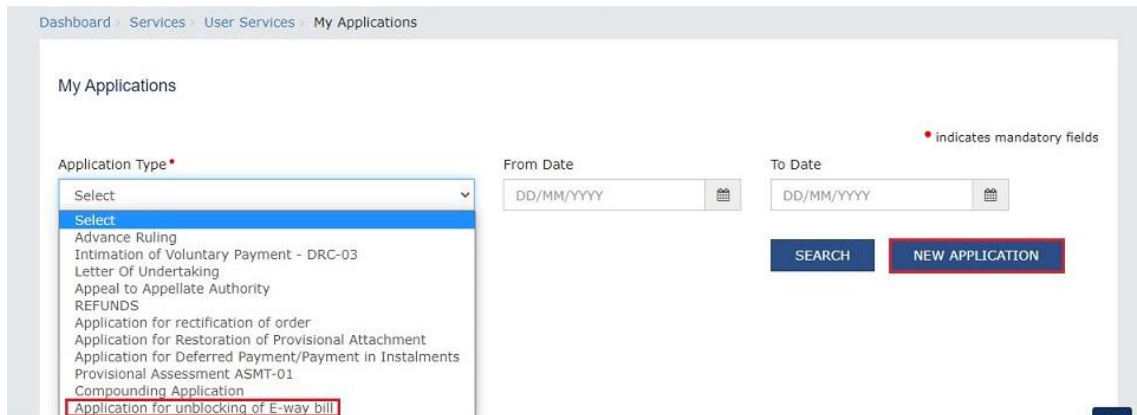 Dashboard › Services › User Services › My Applications
My Applications
• indicates mandatory fields
Application Type •
From Date
To Date
Select
DD/MM/YYYY
DD/MM/YYYY
Select
Advance Ruling
Intimation of Voluntary Payment - DRC-03
Letter Of Undertaking
Appeal to Appellate Authority
REFUNDS
Application for rectification of order
Application for Restoration of Provisional Attachment
Application for Deferred Payment/Payment in Instalments
Provisional Assessment ASMT-01
Compounding Application
Application for unblocking of E-way bill
SEARCH
NEW APPLICATION